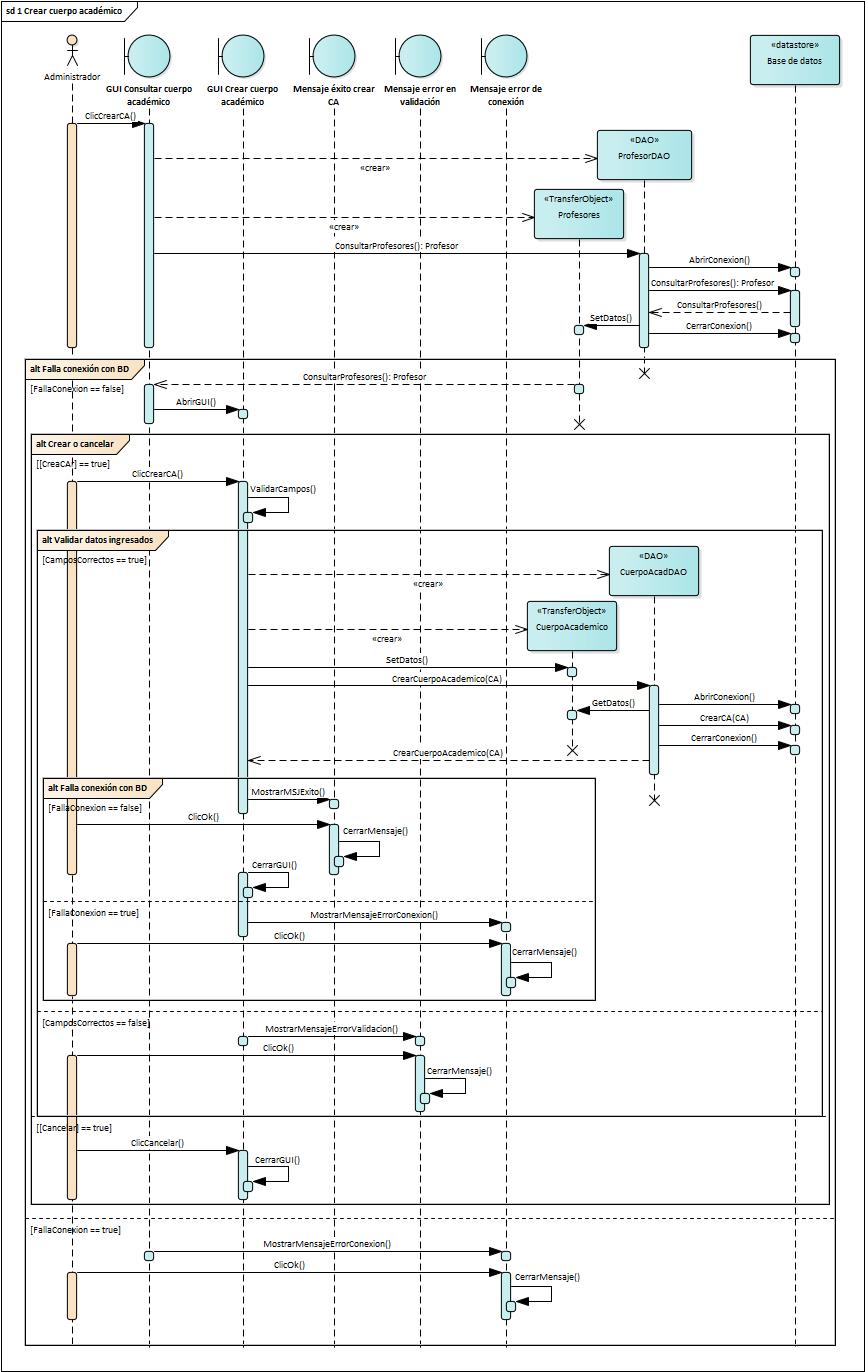 sd 1 Crear cuerpo académico
Administrador
GUI Consultar cuerpo
académico
GUI Crear cuerpo
académico
Mensaje éxito crear
CA
Mensaje error en
validación
Mensaje error de
conexión
«datastore»
Base de datos
ClicCrearCA()
«DAO»
ProfesorDAO
«crear»
«TransferObject»
Profesores
«crear»
ConsultarProfesores(): Profesor
AbrirConexion()
ConsultarProfesores(): Profesor
ConsultarProfesores()
SetDatos()
CerrarConexion()
alt Falla conexión con BD
[FallaConexion == false]
ConsultarProfesores(): Profesor
AbrirGUI()
alt Crear o cancelar
[[CreaCA] == true]
ClicCrearCA()
ValidarCampos()
alt Validar datos ingresados
[CamposCorrectos == true]
«DAO»
CuerpoAcadDAO
«crear»
«TransferObject»
CuerpoAcademico
«crear»
SetDatos()
CrearCuerpoAcademico(CA)
AbrirConexion()
GetDatos()
CrearCA(CA)
CerrarConexion()
CrearCuerpoAcademico(CA)
alt Falla conexión con BD
[FallaConexion == false]
MostrarMSJExito()
ClicOk()
CerrarMensaje()
CerrarGUI()
[FallaConexion == true]
MostrarMensajeErrorConexion()
ClicOk()
CerrarMensaje()
[CamposCorrectos == false]
MostrarMensajeErrorValidacion()
ClicOk()
CerrarMensaje()
[[Cancelar] == true]
ClicCancelar()
CerrarGUI()
[FallaConexion == true]
MostrarMensajeErrorConexion()
ClicOk()
CerrarMensaje()